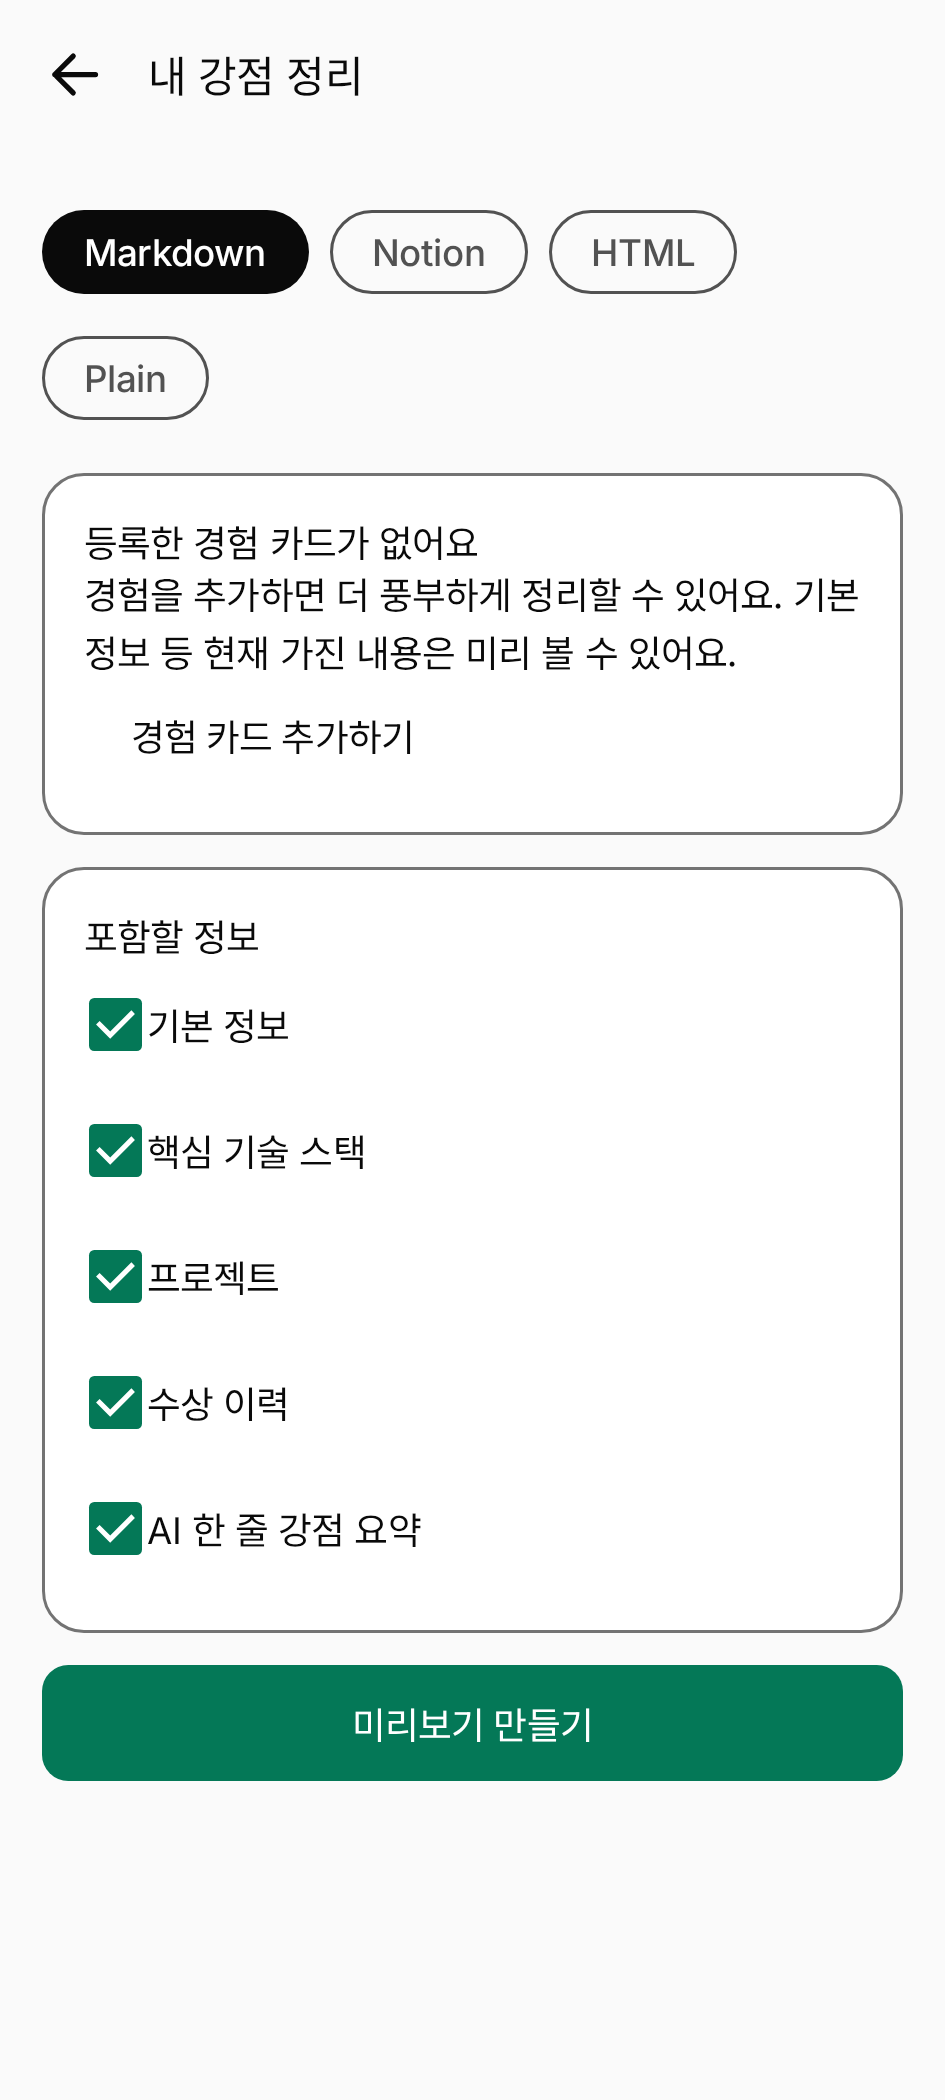 내 강점 정리
Markdown
Notion
HTML
Plain
등록한 경험 카드가 없어요
경험을 추가하면 더 풍부하게 정리할 수 있어요. 기본
정보 등 현재 가진 내용은 미리 볼 수 있어요.
경험 카드 추가하기
포함할 정보
기본 정보
핵심 기술 스택
프로젝트
수상 이력
AI 한 줄 강점 요약
미리보기 만들기